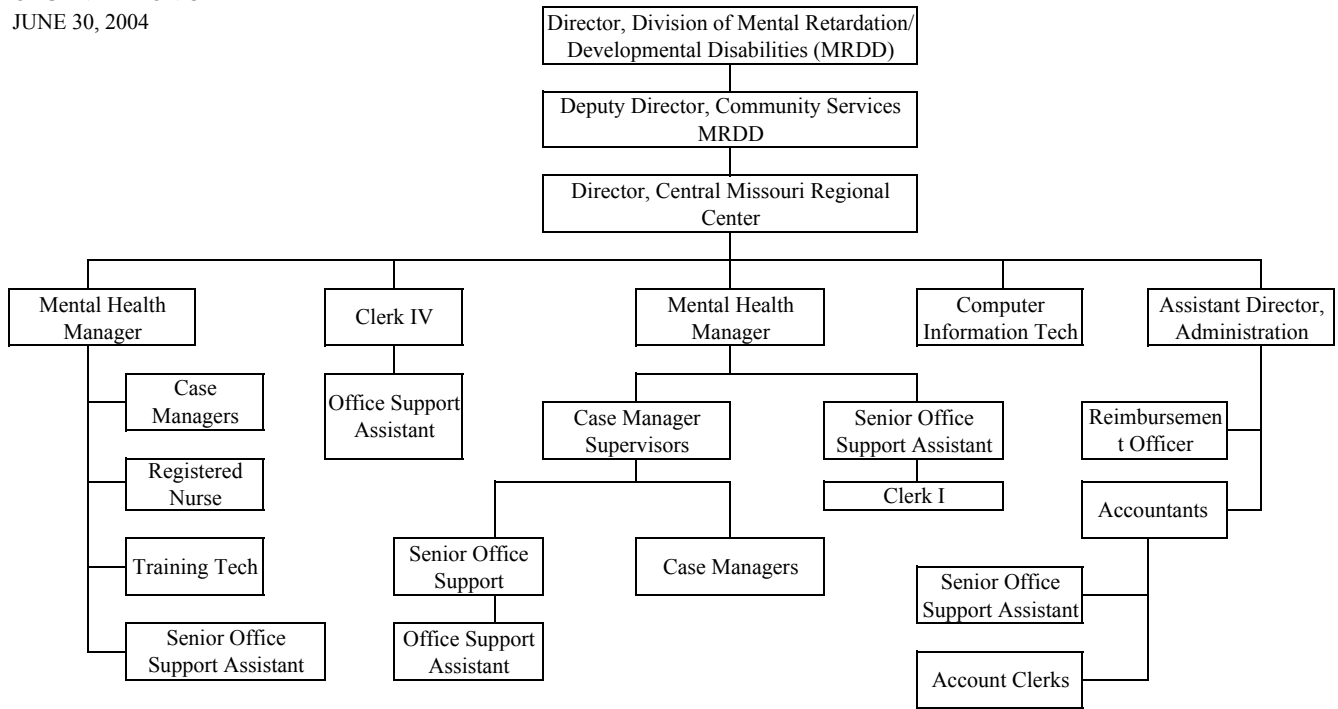 JUNE 30, 2004
Director, Division of Mental Retardation/
Developmental Disabilities (MRDD)
Deputy Director, Community Services
MRDD
Director, Central Missouri Regional
Center
Mental Health
Manager
Clerk IV
Mental Health
Manager
Computer
Information Tech
Assistant Director,
Administration
Case
Managers
Registered
Nurse
Training Tech
Senior Office
Support Assistant
Office Support
Assistant
Case Manager
Supervisors
Senior Office
Support Assistant
Clerk I
Senior Office
Support
Office Support
Assistant
Case Managers
Reimbursemen
t Officer
Accountants
Senior Office
Support Assistant
Account Clerks